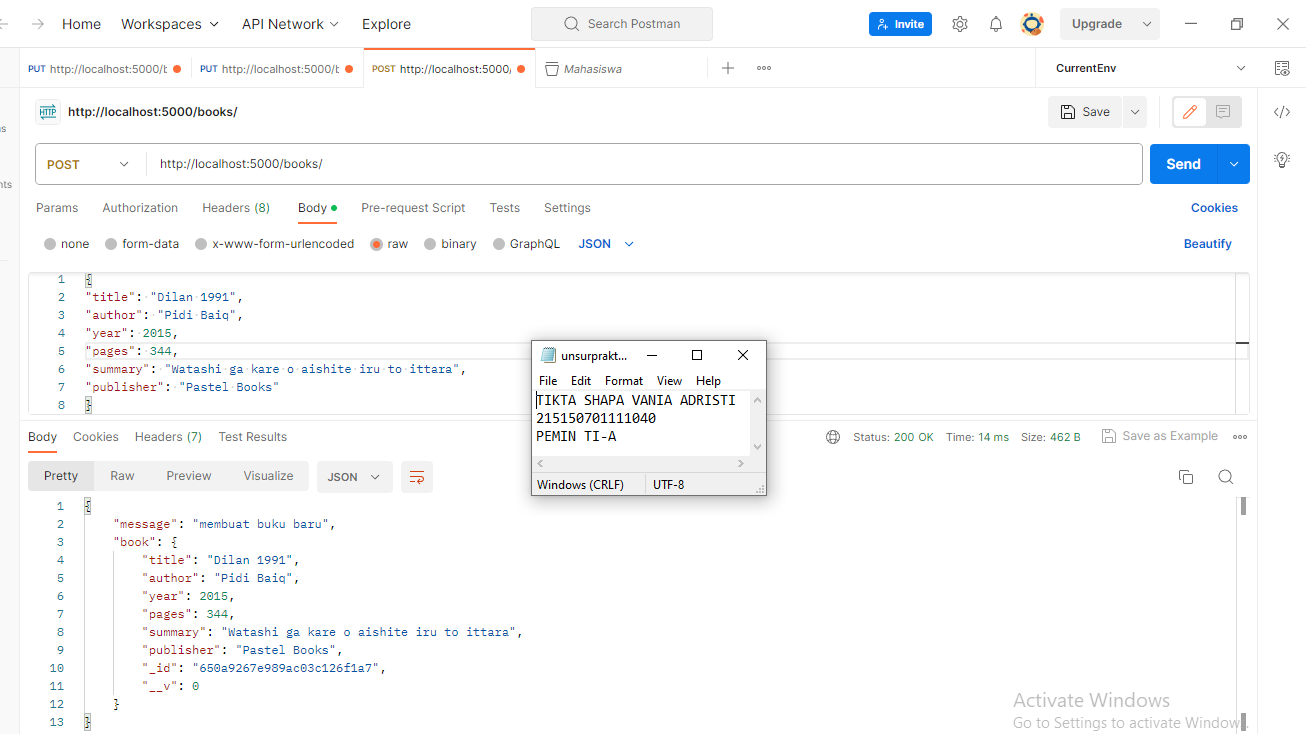 Home Workspaces API Network Explore Search Postman Invite Upgrade
PUT http://localhost:5000/b PUT http://localhost:5000/b POST http://localhost:5000/ Mahasiswa CurrentEnv
HTTP http://localhost:5000/books/ Save
POST http://localhost:5000/books/ Send
Params Authorization Headers (8) Body Pre-request Script Tests Settings Cookies
none form-data x-www-form-urlencoded raw binary GraphQL JSON Beautify
1 {
2 "title": "Dilan 1991",
3 "author": "Pidi Baiq",
4 "year": 2015,
5 "pages": 344,
6 "summary": "Watashi ga kare o aishite iru to ittara",
7 "publisher": "Pastel Books"
8 }
unsurprakt...
File Edit Format View Help
TIKTA SHAPA VANIA ADRISTI
215150701111040
PEMIN TI-A
Windows (CRLF) UTF-8
Body Cookies Headers (7) Test Results Status: 200 OK Time: 14 ms Size: 462 B Save as Example
Pretty Raw Preview Visualize JSON
1 {
2 "message": "membuat buku baru",
3 "book": {
4 "title": "Dilan 1991",
5 "author": "Pidi Baiq",
6 "year": 2015,
7 "pages": 344,
8 "summary": "Watashi ga kare o aishite iru to ittara",
9 "publisher": "Pastel Books",
10 "_id": "650a9267e989ac03c126f1a7",
11 "__v": 0
12 }
13 }
Activate Windows
Go to Settings to activate Windows.